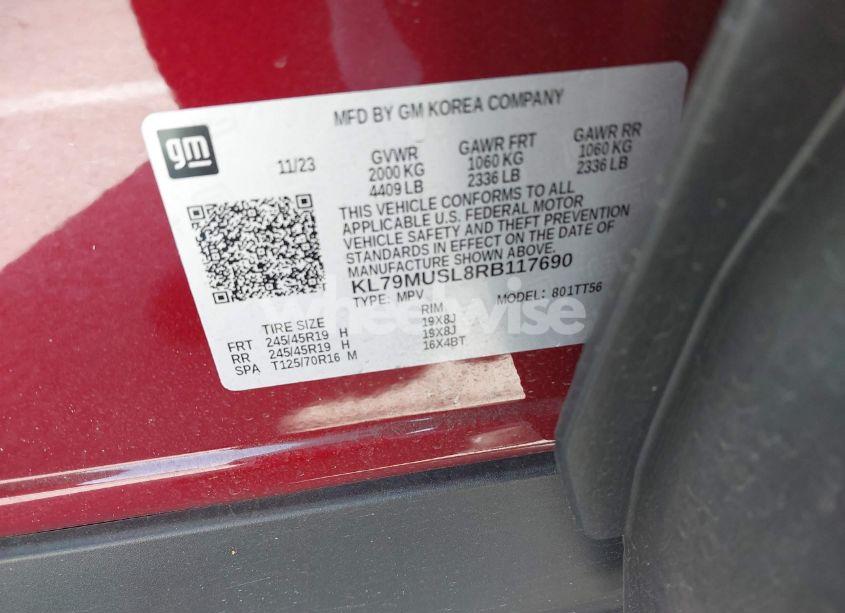 MFD BY GM KOREA COMPANY
gm
11/23
GVWR GAWR FRT GAWR RR
2000 KG 1060 KG 1060 KG
4409 LB 2336 LB 2336 LB
THIS VEHICLE CONFORMS TO ALL
APPLICABLE U.S. FEDERAL MOTOR
VEHICLE SAFETY AND THEFT PREVENTION
STANDARDS IN EFFECT ON THE DATE OF
MANUFACTURE SHOWN ABOVE.
KL79MUSL8RB117690
TYPE: MPV MODEL: 801TT56
wheelwise
TIRE SIZE RIM
FRT 245/45R19 H 19X8J
RR 245/45R19 H 19X8J
SPA T125/70R16 M 16X4BT